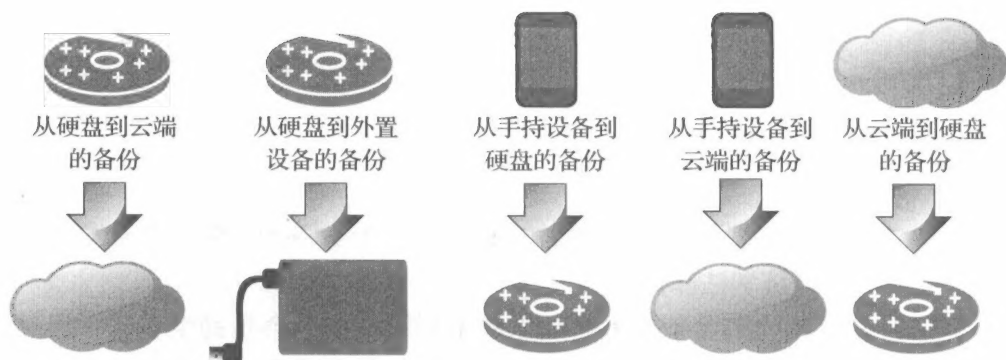 从硬盘到云端
的备份
从硬盘到外置
设备的备份
从手持设备到
硬盘的备份
从手持设备到
云端的备份
从云端到硬盘
的备份